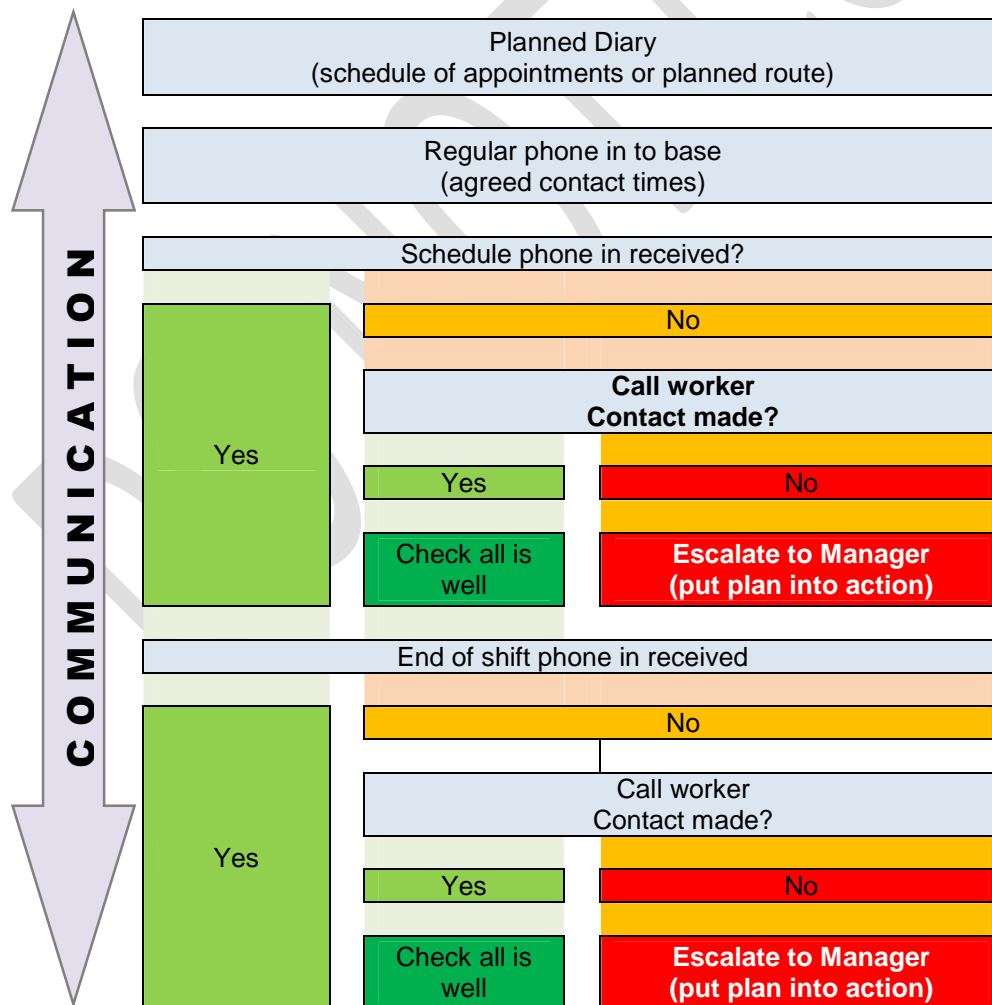 Planned Diary
(schedule of appointments or planned route)
Regular phone in to base
(agreed contact times)
COMMUNICATION
Schedule phone in received?
Yes
No
Call worker
Contact made?
Yes
No
Check all is
well
Escalate to Manager
(put plan into action)
End of shift phone in received
Yes
No
Call worker
Contact made?
Yes
No
Check all is
well
Escalate to Manager
(put plan into action)